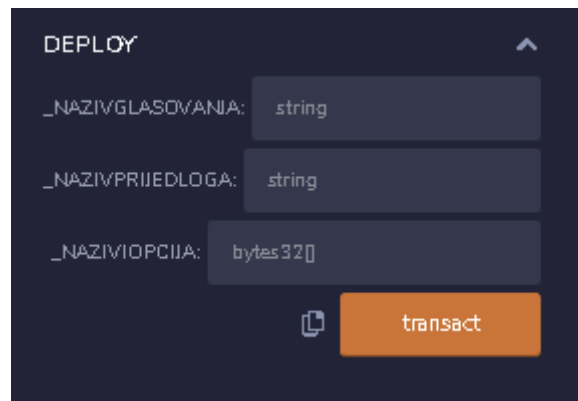 DEPLOY
_NAZIVGLASOVANJA: string
_NAZIVPRIJEDLOGA: string
_NAZIVIOPCIJA: bytes32[]
transact